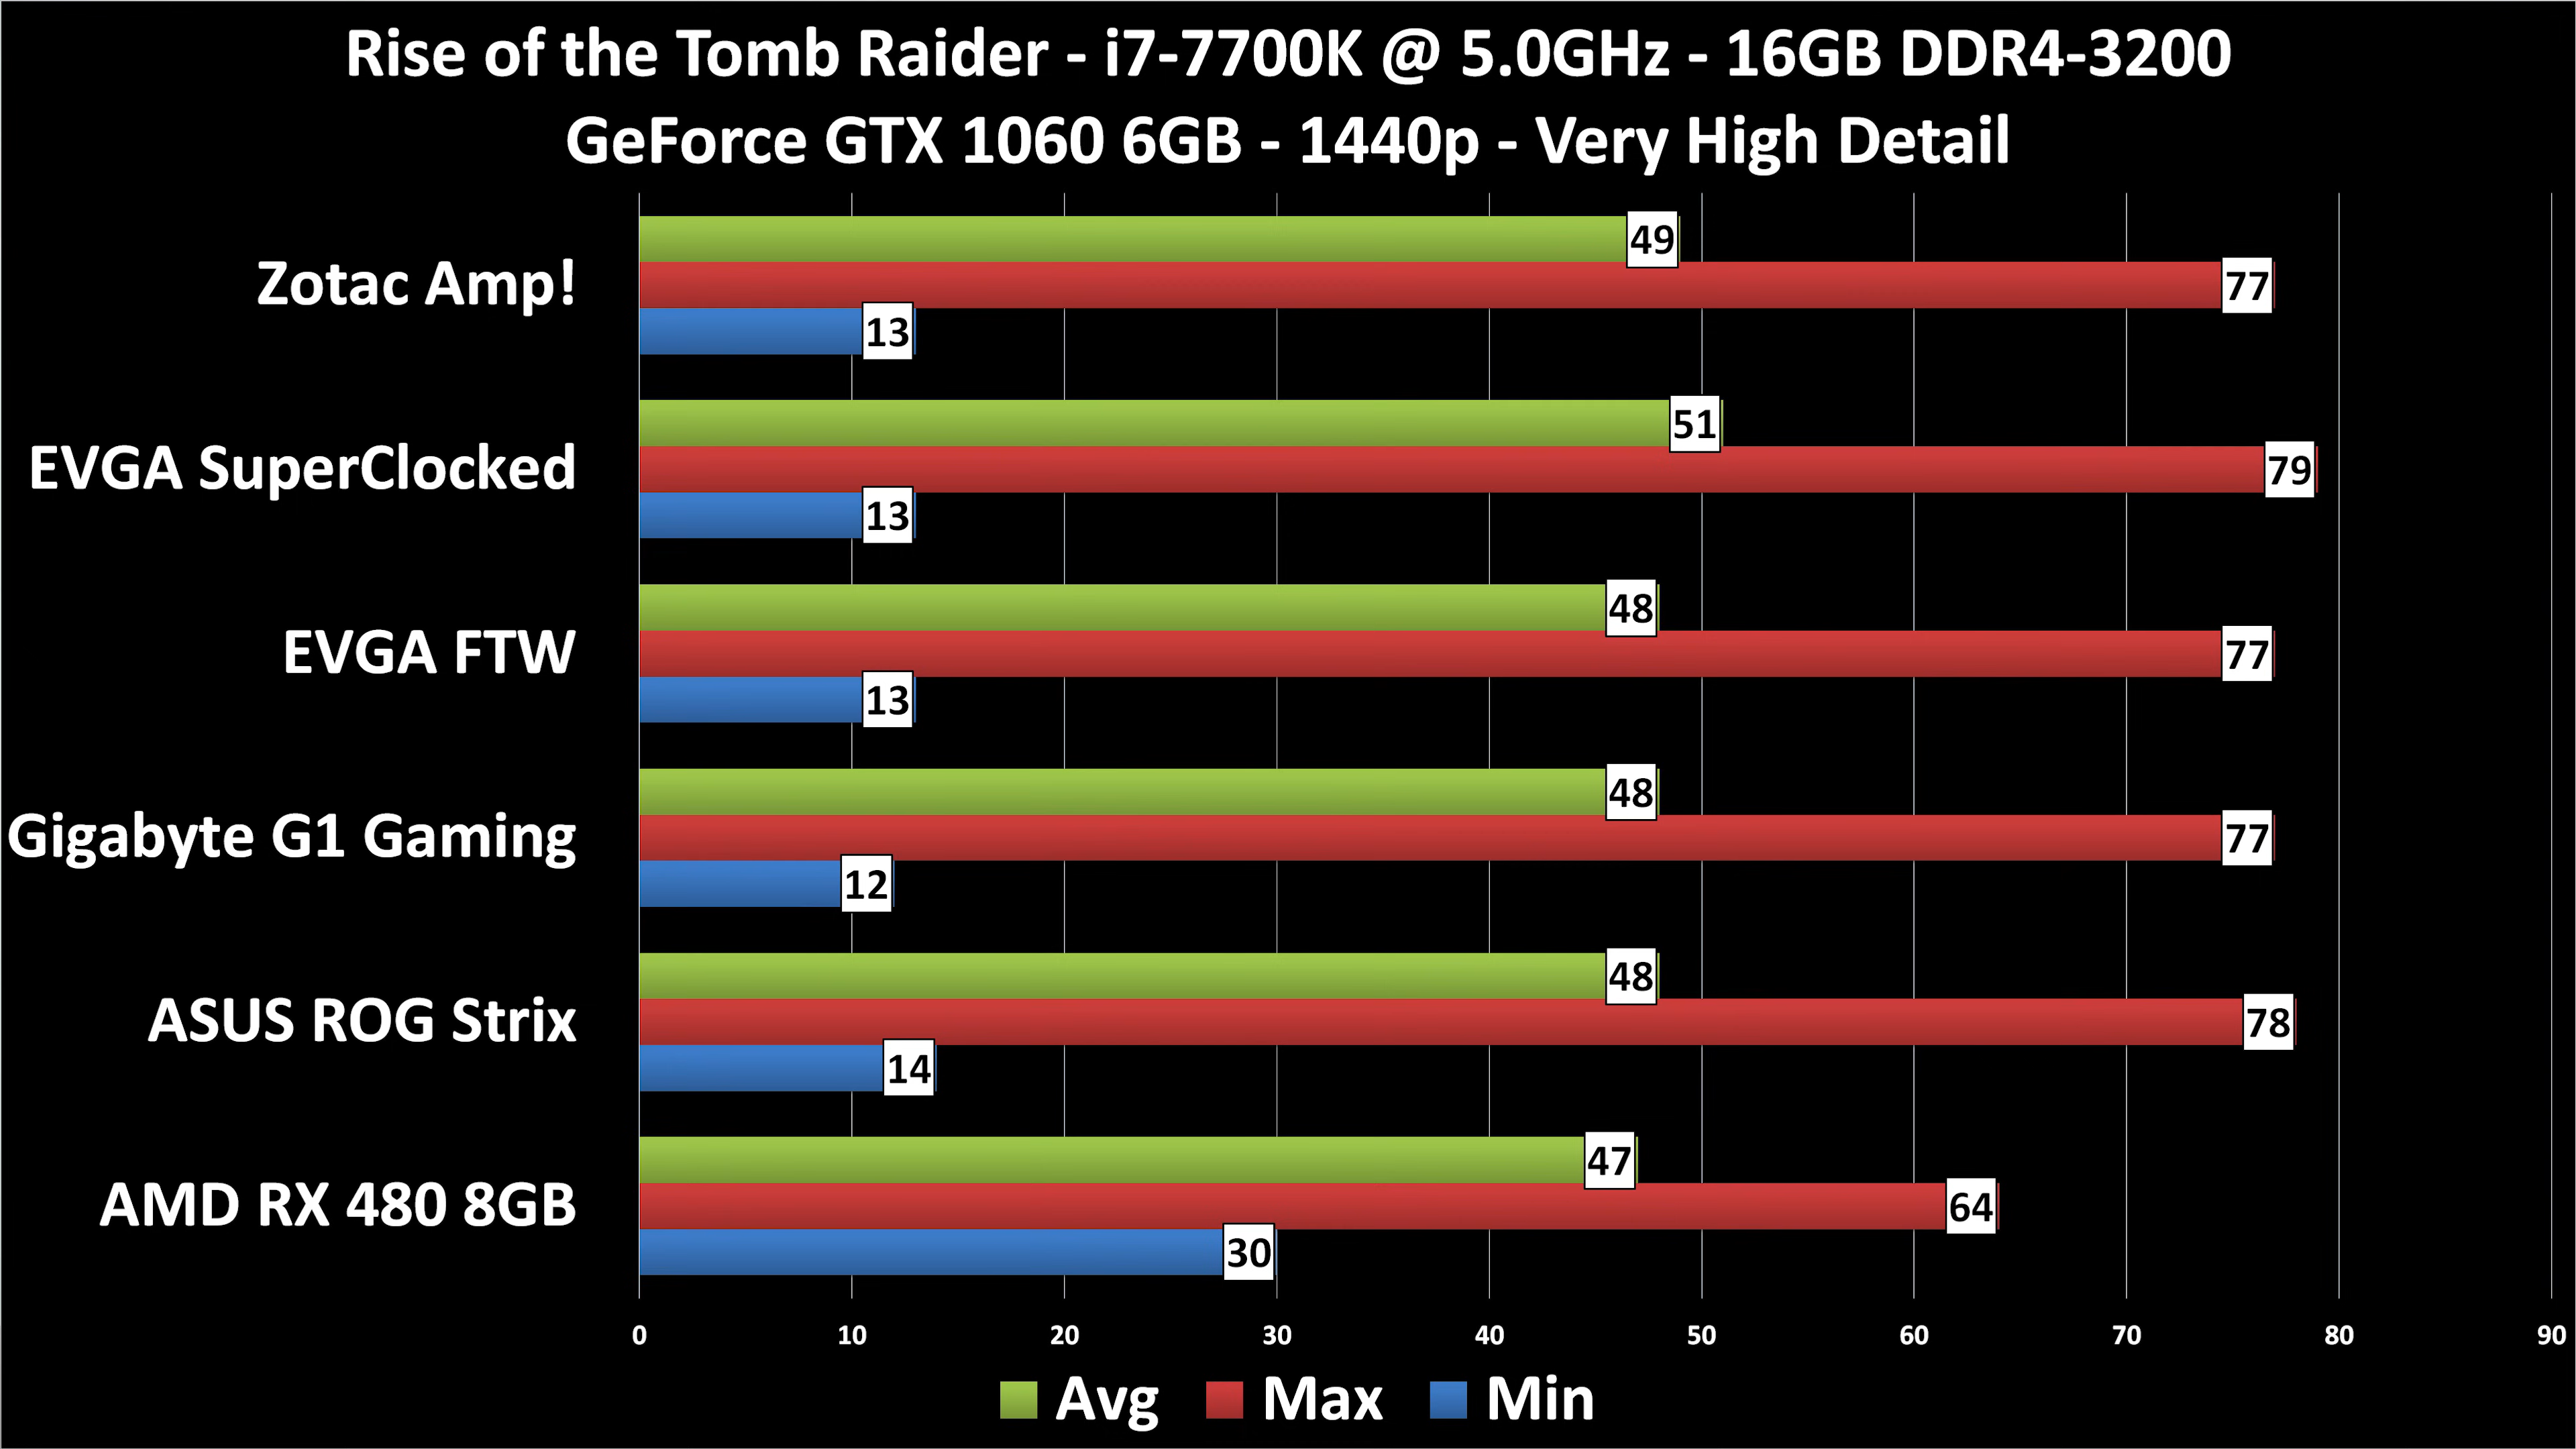 Rise of the Tomb Raider - i7-7700K @ 5.0GHz - 16GB DDR4-3200
GeForce GTX 1060 6GB - 1440p - Very High Detail
Zotac Amp!
49
77
13
EVGA SuperClocked
51
79
13
EVGA FTW
48
77
13
Gigabyte G1 Gaming
48
77
12
ASUS ROG Strix
48
78
14
AMD RX 480 8GB
47
64
30
0 10 20 30 40 50 60 70 80 90
Avg Max Min